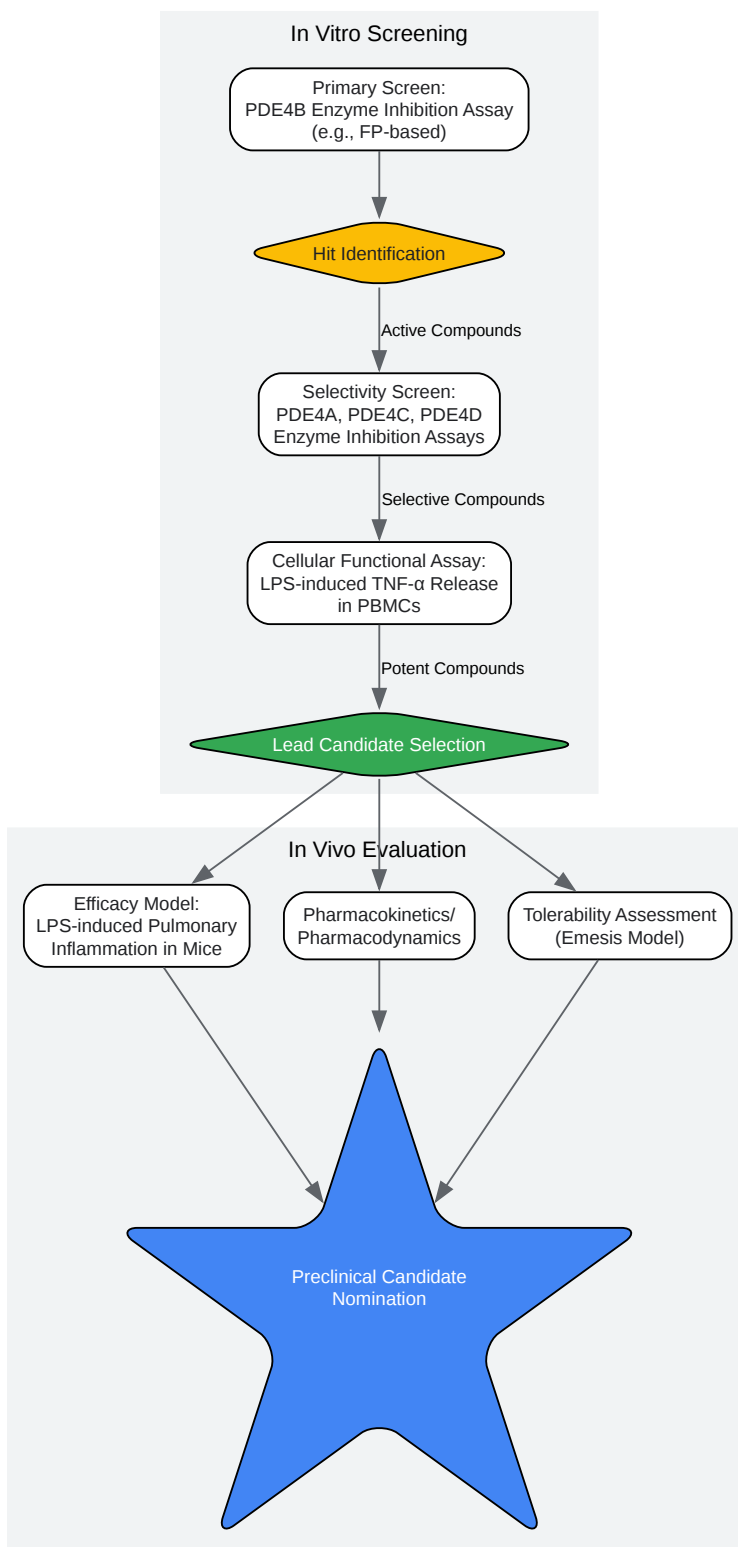 In Vitro Screening
Primary Screen:
PDE4B Enzyme Inhibition Assay
(e.g., FP-based)
Hit Identification
Active Compounds
Selectivity Screen:
PDE4A, PDE4C, PDE4D
Enzyme Inhibition Assays
Selective Compounds
Cellular Functional Assay:
LPS-induced TNF-α Release
in PBMCs
Potent Compounds
Lead Candidate Selection
In Vivo Evaluation
Efficacy Model:
LPS-induced Pulmonary
Inflammation in Mice
Pharmacokinetics/
Pharmacodynamics
Tolerability Assessment
(Emesis Model)
Preclinical Candidate
Nomination